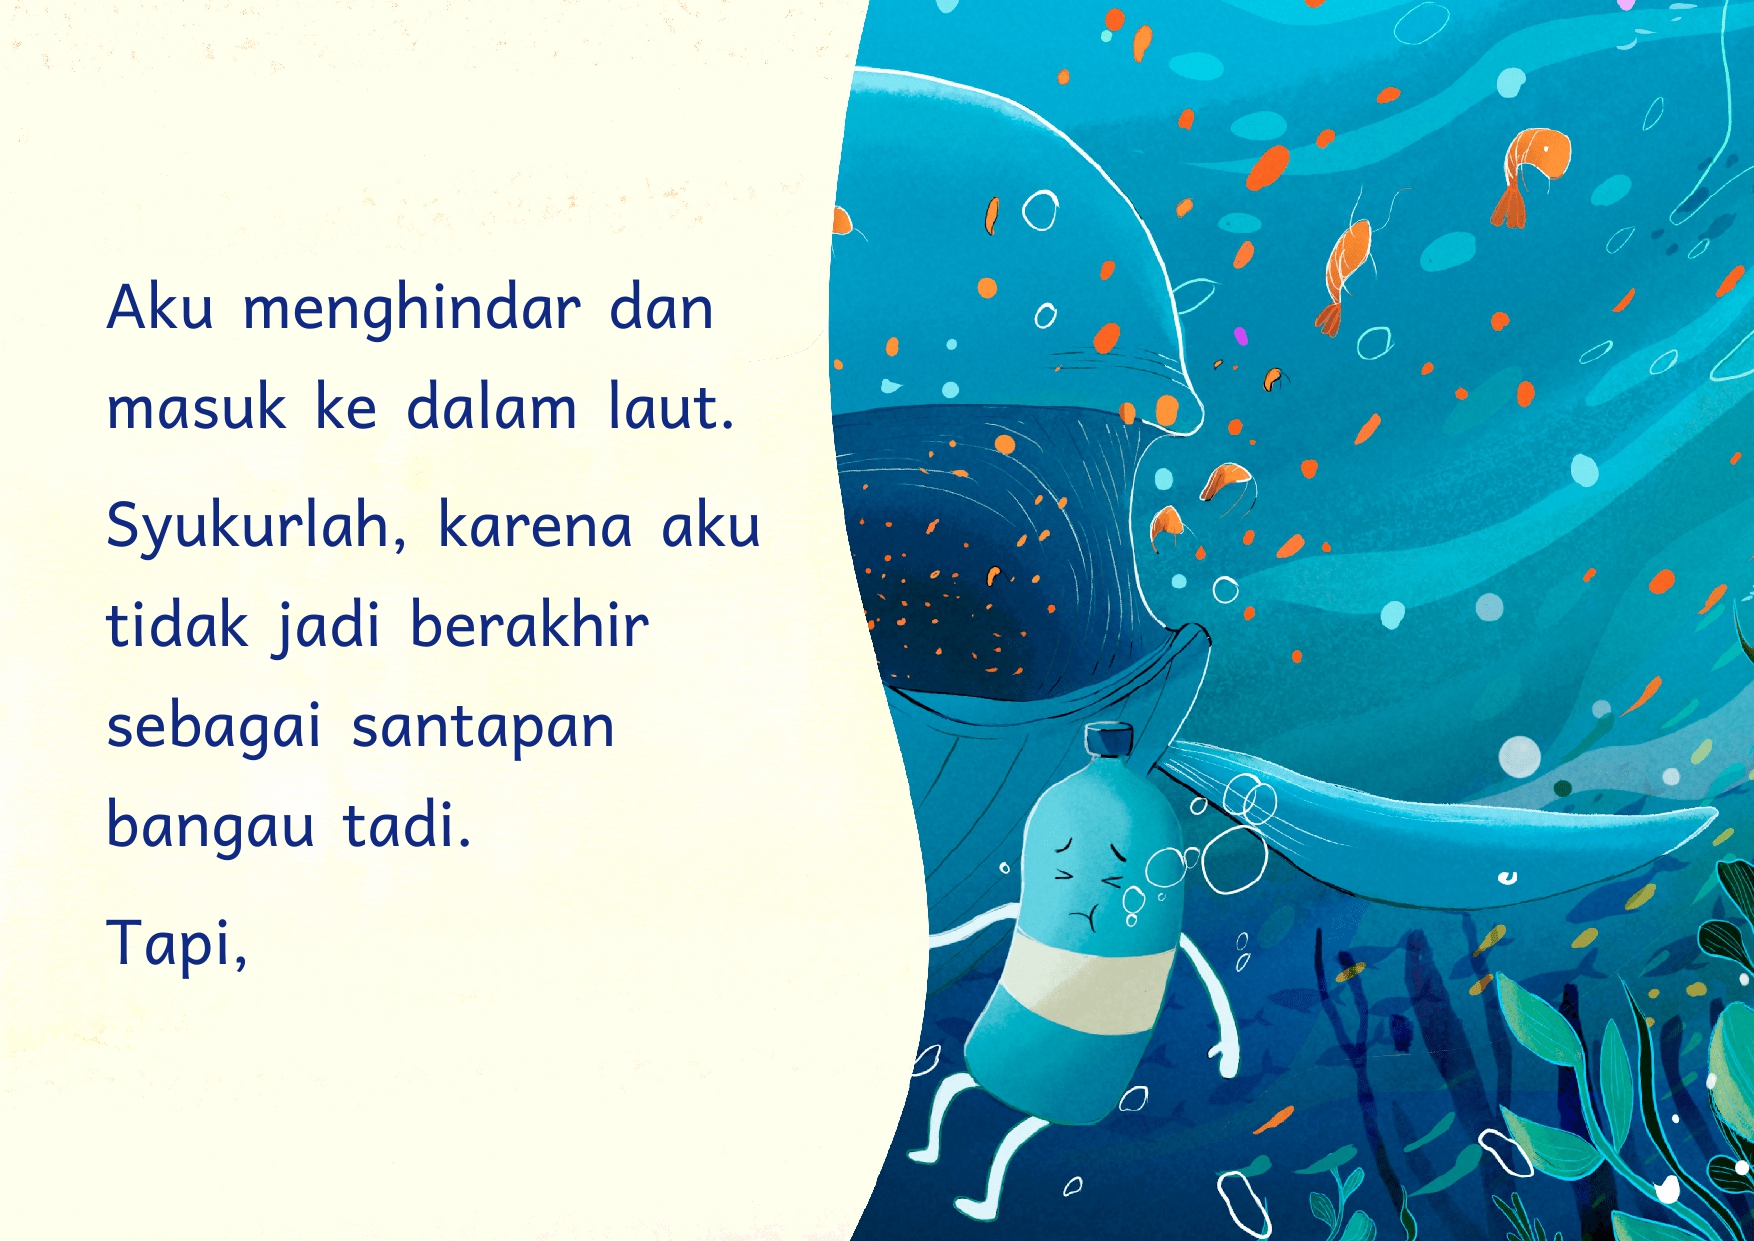 Aku menghindar dan
masuk ke dalam laut.
Syukurlah, karena aku
tidak jadi berakhir
sebagai santapan
bangau tadi.
Tapi,